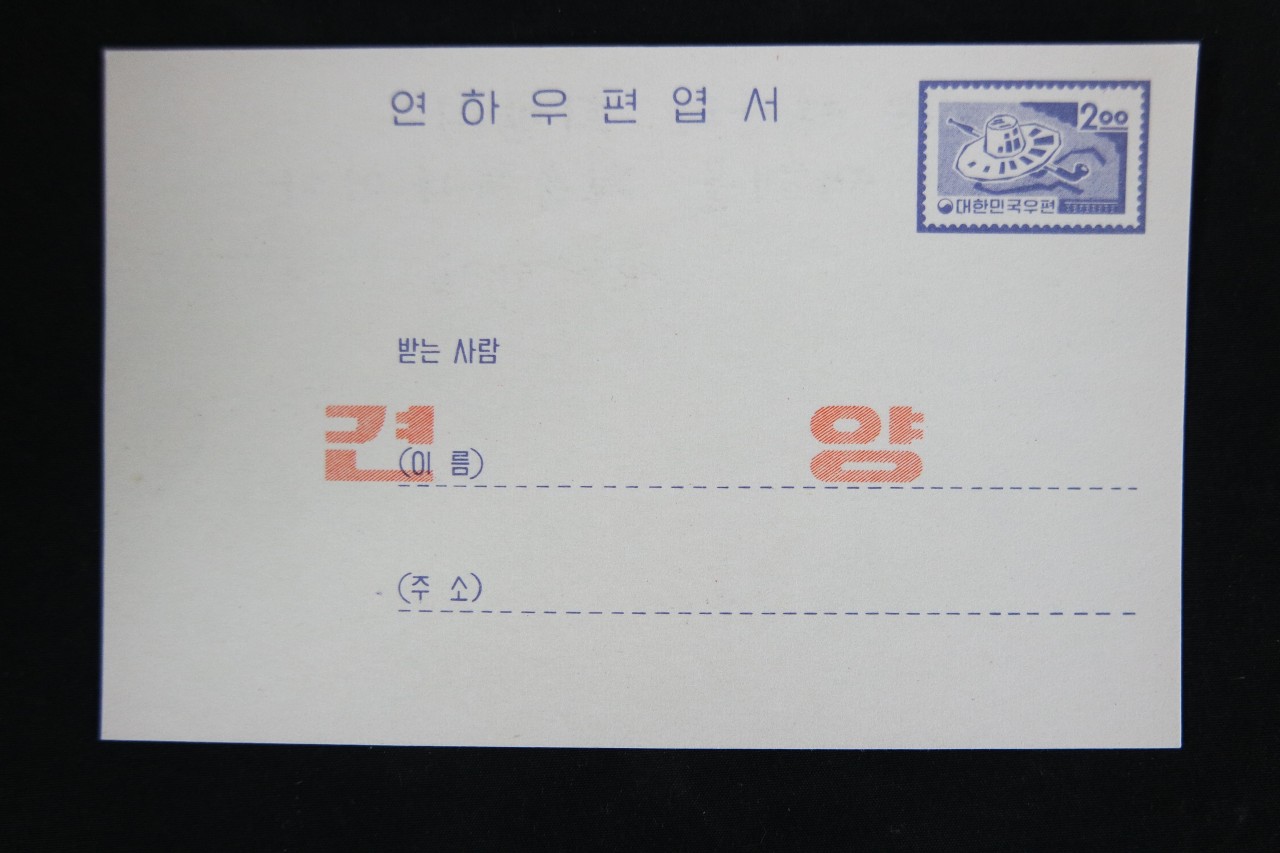 연하우편엽서
2.00
대한민국우편
받는 사람
견 양
(이 름)
(주 소)